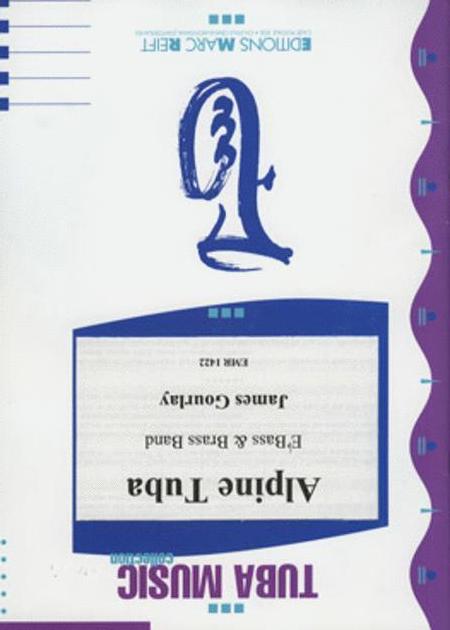 TUBA MUSIC
collection
Alpine Tuba
E♭Bass & Brass Band
James Gourlay
EMR 1422
EDITIONS MARC REIFT